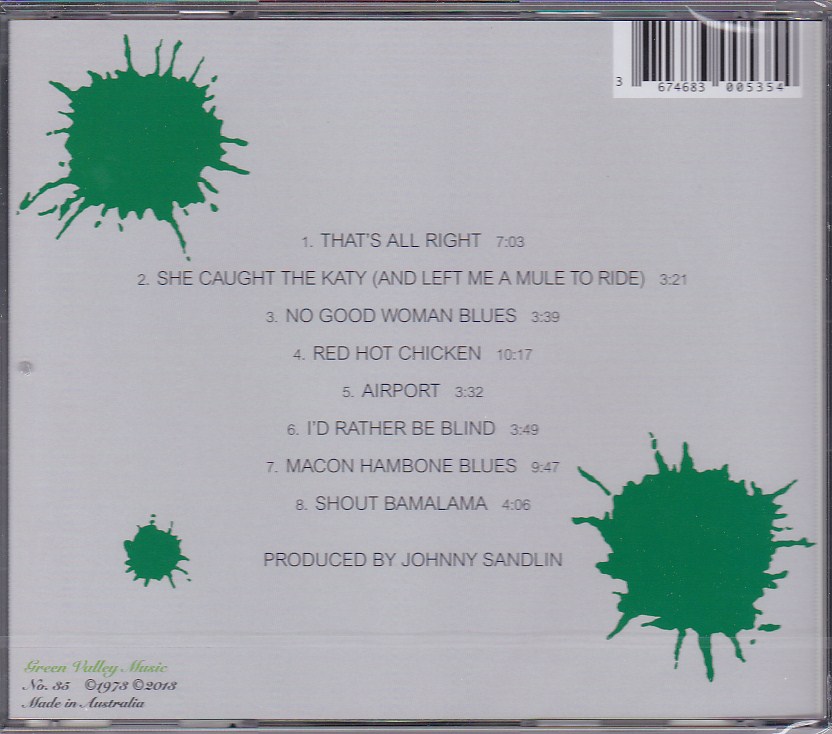 3 674683 005354
1. THAT'S ALL RIGHT 7:03
2. SHE CAUGHT THE KATY (AND LEFT ME A MULE TO RIDE) 3:21
3. NO GOOD WOMAN BLUES 3:39
4. RED HOT CHICKEN 10:17
5. AIRPORT 3:32
6. I'D RATHER BE BLIND 3:49
7. MACON HAMBONE BLUES 9:47
8. SHOUT BAMALAMA 4:06
PRODUCED BY JOHNNY SANDLIN
Green Valley Music
No. 35 ©1973 ©2013
Made in Australia